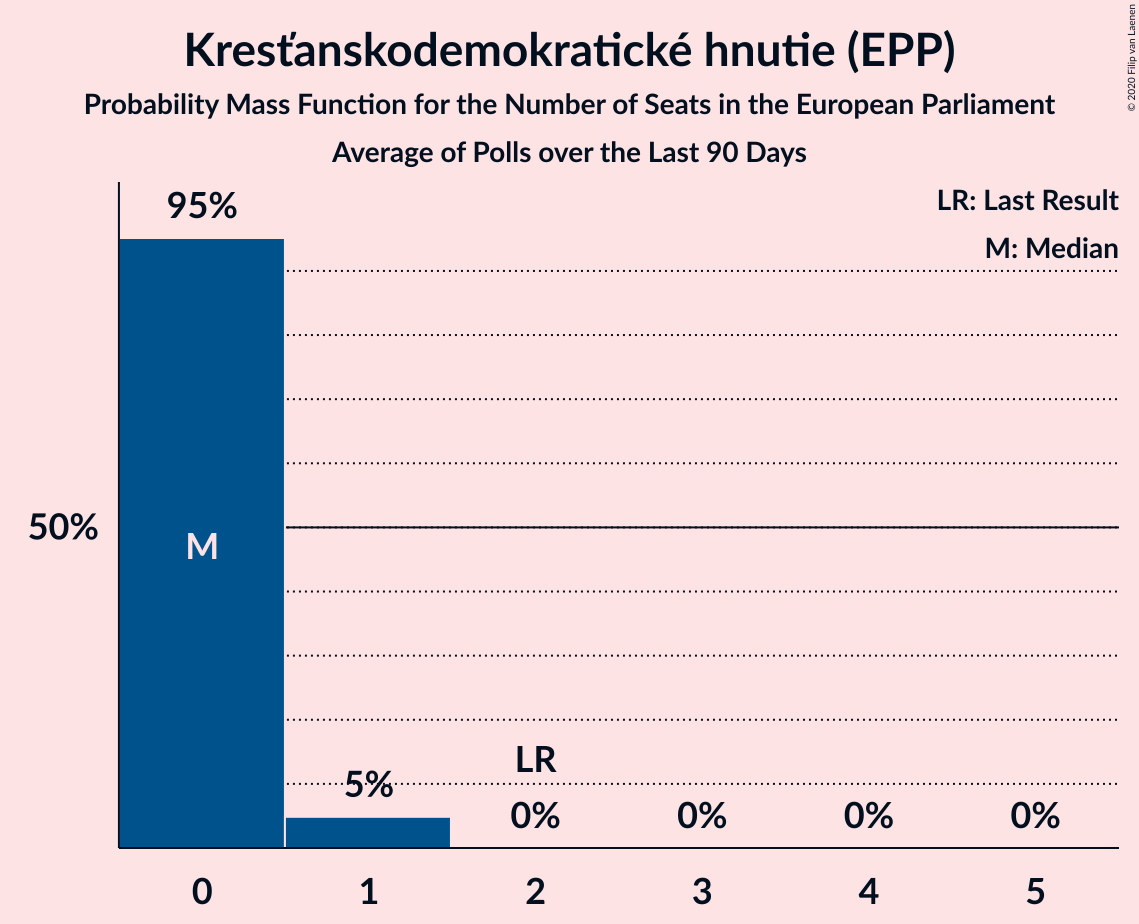 Kresťanskodemokratické hnutie (EPP)
Probability Mass Function for the Number of Seats in the European Parliament
Average of Polls over the Last 90 Days
© 2020 Filip van Laenen
LR: Last Result
M: Median
95%
50%
M
LR
5%
0%
0%
0%
0%
0
1
2
3
4
5